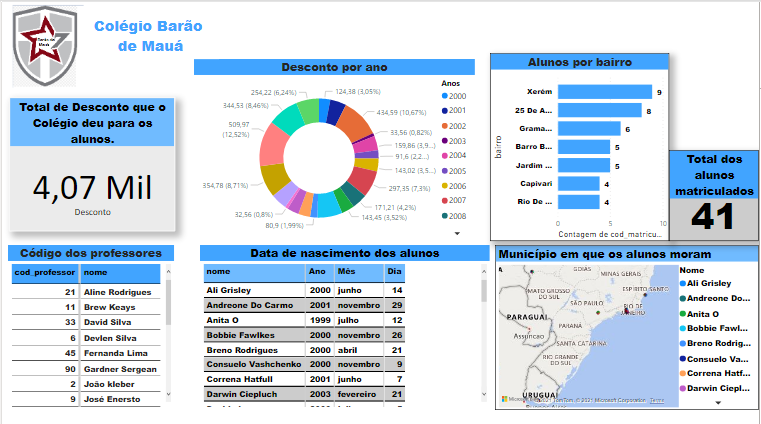 Barão
de Mauá
Colégio Barão
de Mauá
Total de Desconto que o
Colégio deu para os
alunos.
4,07 Mil
Desconto
Desconto por ano
254,22 (6,24%)
124,38 (3,05%)
344,53 (8,46%)
434,59 (10,67%)
509,97
(12,52%)
33,56 (0,82%)
159,86 (3,9...
91,6 (2,2...)
143,02 (3,5...
354,78 (8,71%)
297,35 (7,3%)
32,56 (0,8%)
171,21 (4,2%)
80,9 (1,99%)
143,45 (3,52%)
Anos
2000
2001
2002
2003
2004
2005
2006
2007
2008
Alunos por bairro
bairro
Xerém 9
25 De A... 8
Grama... 6
Barro B... 5
Jardim ... 5
Capivari 4
Rio De ... 4
0 5 10
Contagem de cod_matricu...
Total dos
alunos
matriculados
41
Código dos professores
cod_professor nome
21 Aline Rodrigues
11 Brew Keays
33 David Silva
6 Devlen Silva
45 Fernanda Lima
90 Gardner Sergean
2 João kleber
9 José Enersto
Data de nascimento dos alunos
nome Ano Mês Dia
Ali Grisley 2000 junho 14
Andreone Do Carmo 2001 novembro 29
Anita O 1999 julho 12
Bobbie Fawlkes 2000 novembro 26
Breno Rodrigues 2000 abril 21
Consuelo Vashchenko 2000 novembro 9
Correna Hatfull 2001 junho 7
Darwin Ciepluch 2003 fevereiro 21
Município em que os alunos moram
GOIÁS
MINAS GERAIS
MATO GROSSO
DO SUL
ESPÍRITO SANTO
SÃO PAULO
RIO DE
JANEIRO
PARAGUAI
PARANÁ
Assunção
SANTA CATARINA
RIO GRANDE
DO SUL
URUGUAI
Microsoft Corporation Terms
Nome
Ali Grisley
Andreone Do...
Anita O
Bobbie Fawl...
Breno Rodrig...
Consuelo Va...
Correna Hatf...
Darwin Ciepl...